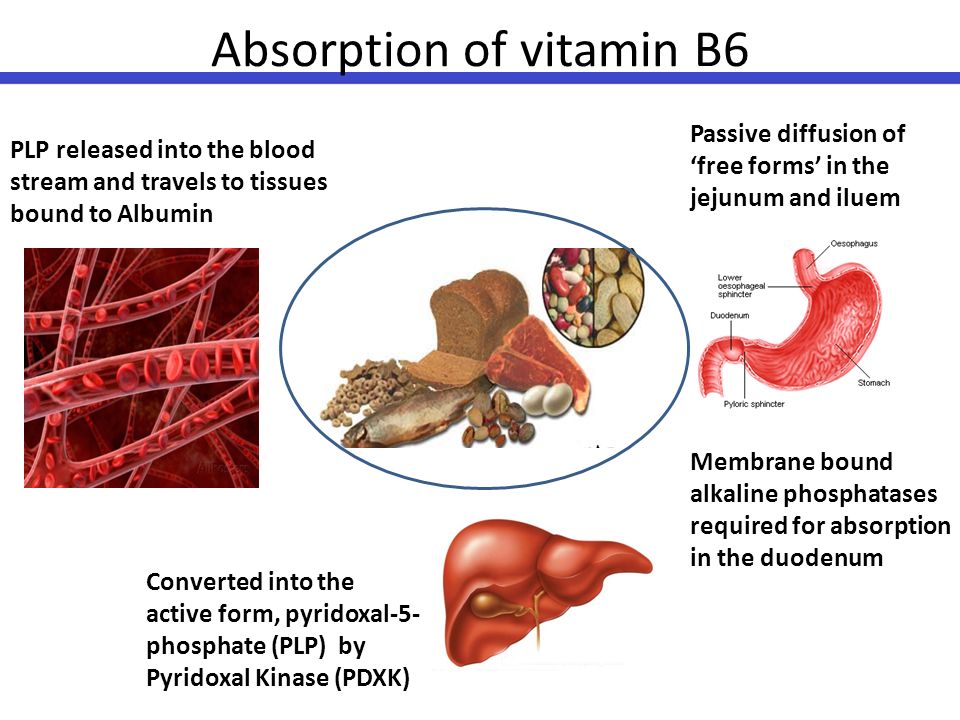 Absorption of vitamin B6
PLP released into the blood
stream and travels to tissues
bound to Albumin
Passive diffusion of
‘free forms’ in the
jejunum and iluem
Oesophagus
Lower
oesophageal
sphincter
Duodenum
Stomach
Pyloric sphincter
Membrane bound
alkaline phosphatases
required for absorption
in the duodenum
Converted into the
active form, pyridoxal-5-
phosphate (PLP) by
Pyridoxal Kinase (PDXK)